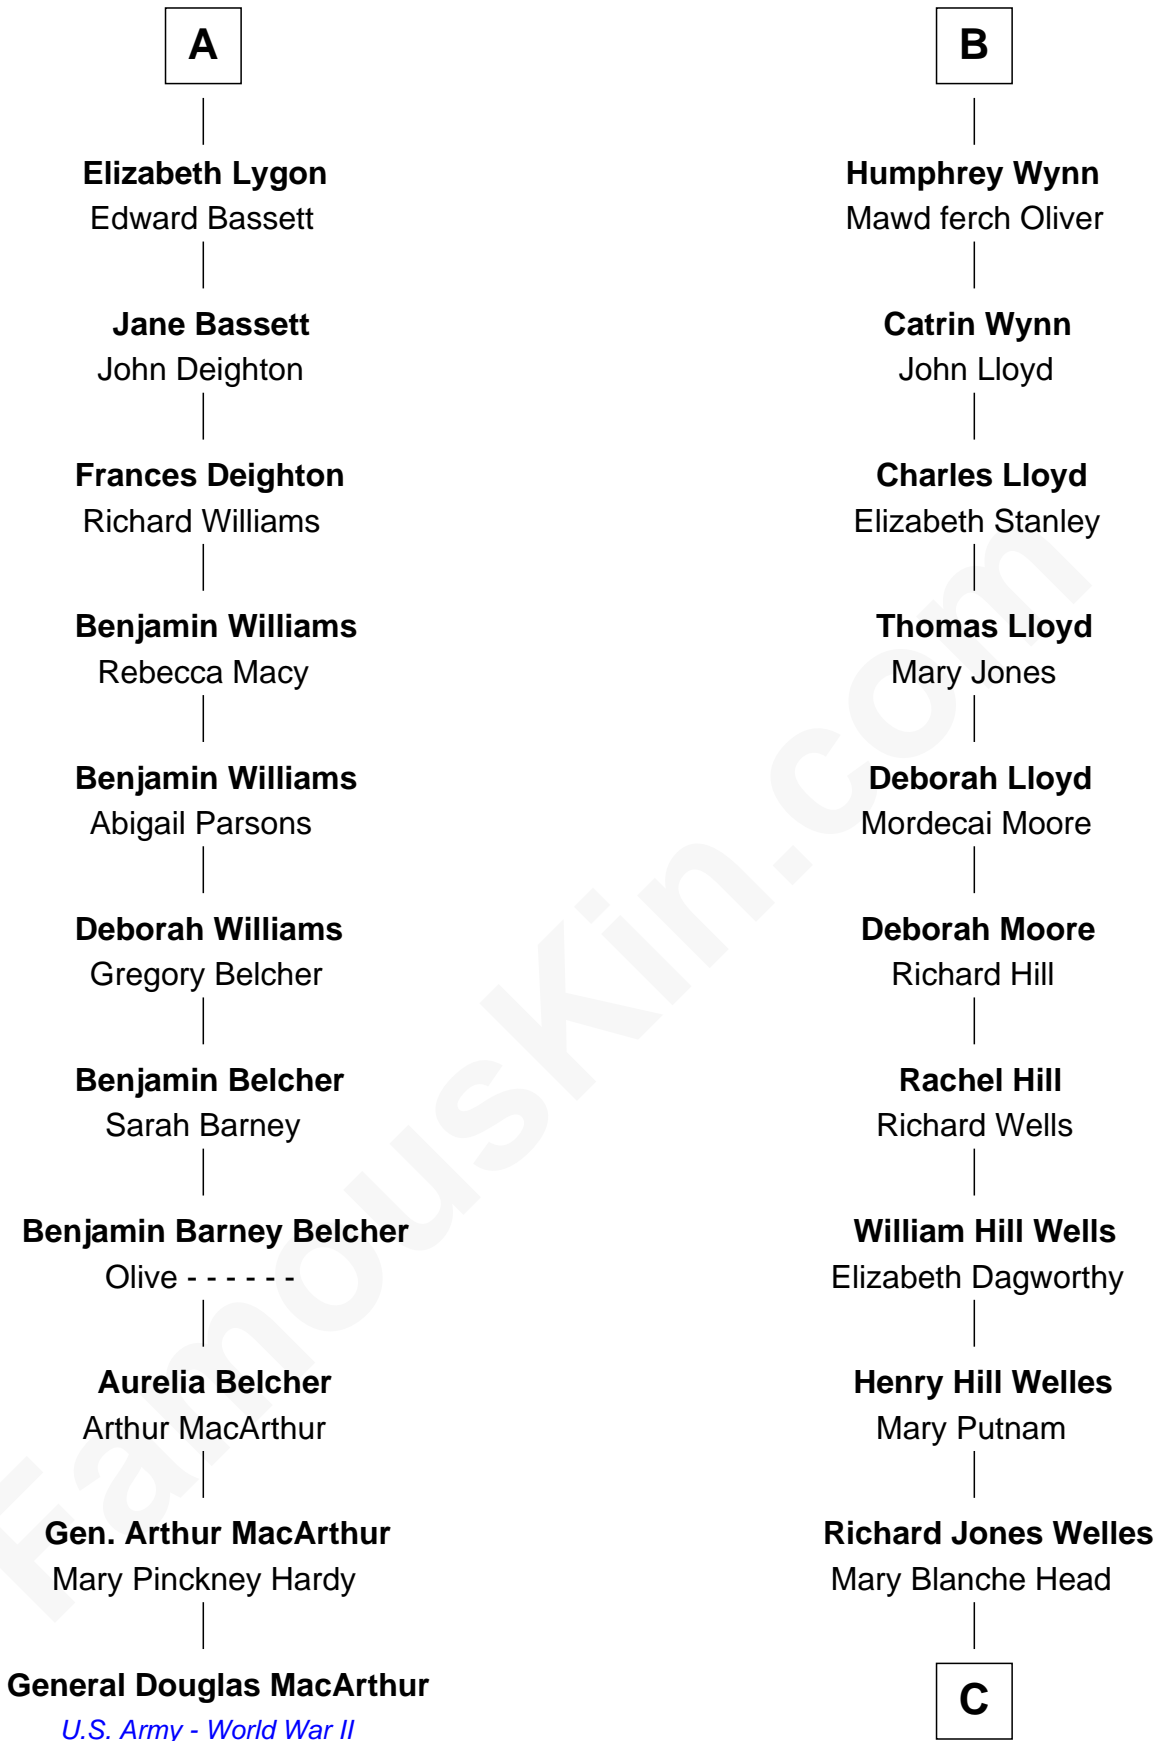 A
Elizabeth Lygon
Edward Bassett
Jane Bassett
John Deighton
Frances Deighton
Richard Williams
Benjamin Williams
Rebecca Macy
Benjamin Williams
Abigail Parsons
Deborah Williams
Gregory Belcher
Benjamin Belcher
Sarah Barney
Benjamin Barney Belcher
Olive - - - - - -
Aurelia Belcher
Arthur MacArthur
Gen. Arthur MacArthur
Mary Pinckney Hardy
General Douglas MacArthur
U.S. Army - World War II
B
Humphrey Wynn
Mawd ferch Oliver
Catrin Wynn
John Lloyd
Charles Lloyd
Elizabeth Stanley
Thomas Lloyd
Mary Jones
Deborah Lloyd
Mordecai Moore
Deborah Moore
Richard Hill
Rachel Hill
Richard Wells
William Hill Wells
Elizabeth Dagworthy
Henry Hill Welles
Mary Putnam
Richard Jones Welles
Mary Blanche Head
C
FamousKin.com